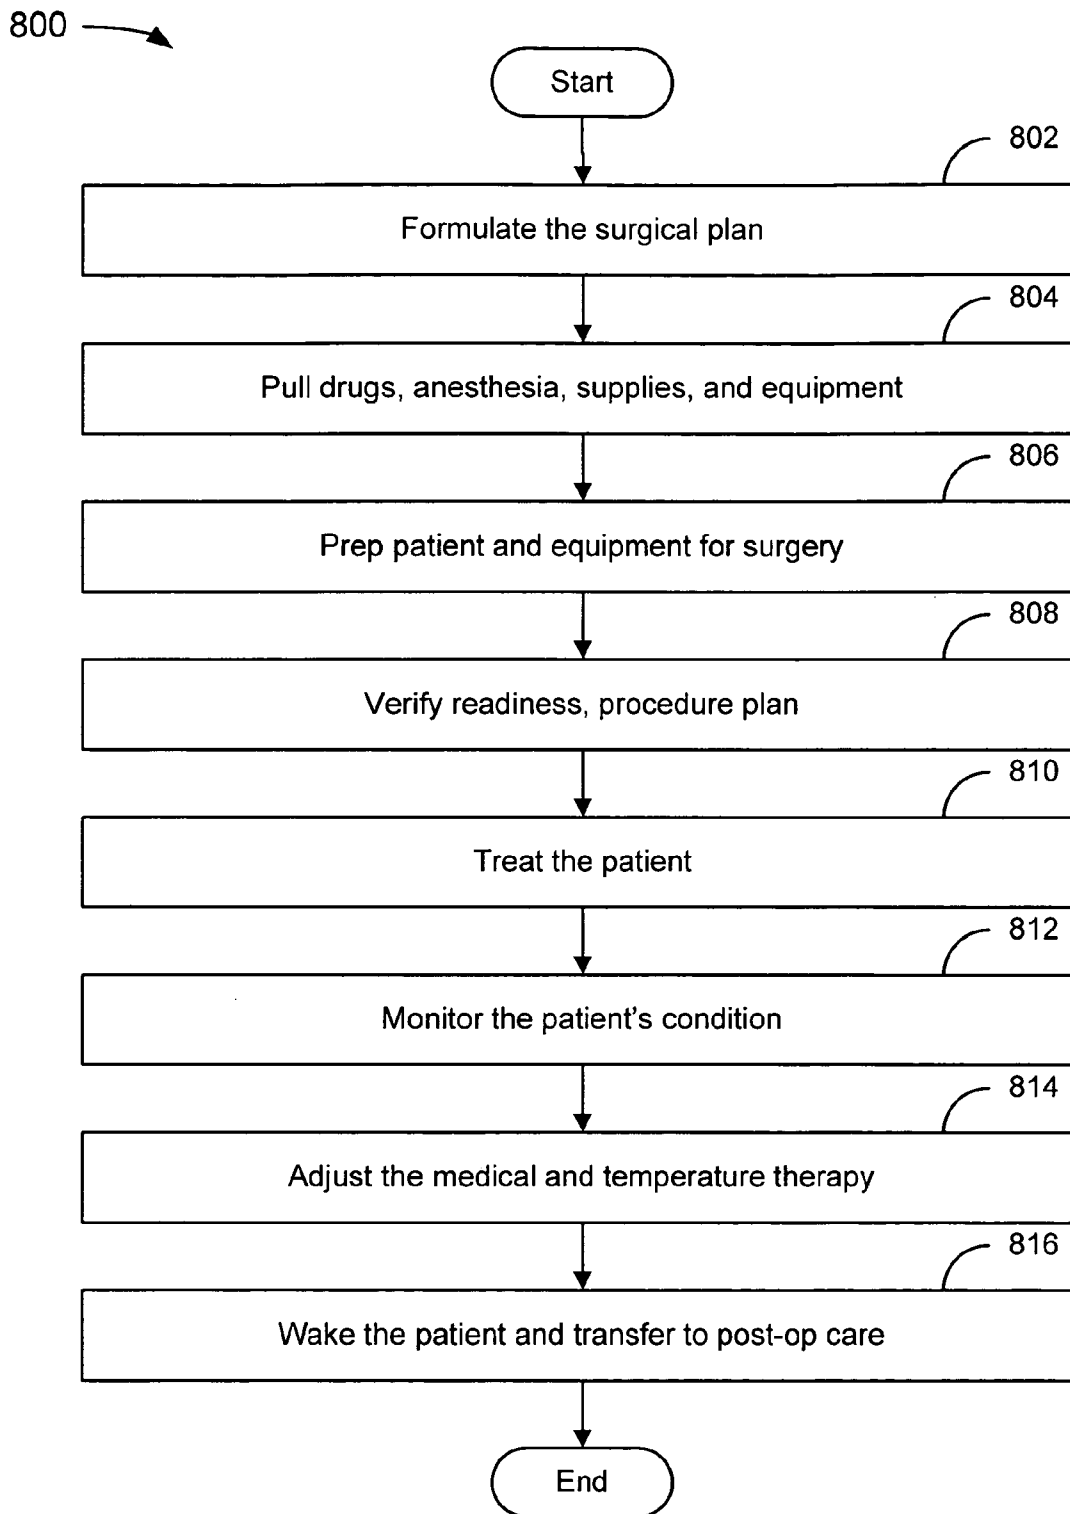 800
Start
802
Formulate the surgical plan
804
Pull drugs, anesthesia, supplies, and equipment
806
Prep patient and equipment for surgery
808
Verify readiness, procedure plan
810
Treat the patient
812
Monitor the patient's condition
814
Adjust the medical and temperature therapy
816
Wake the patient and transfer to post-op care
End